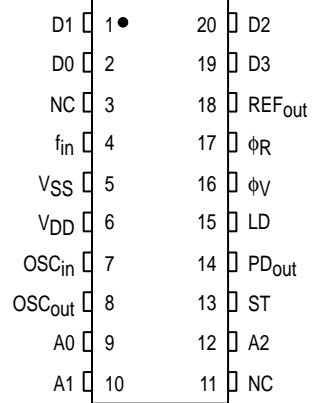 D1 1 20 D2
D0 2 19 D3
NC 3 18 REFout
fin 4 17 ϕR
VSS 5 16 ϕV
VDD 6 15 LD
OSCin 7 14 PDout
OSCout 8 13 ST
A0 9 12 A2
A1 10 11 NC